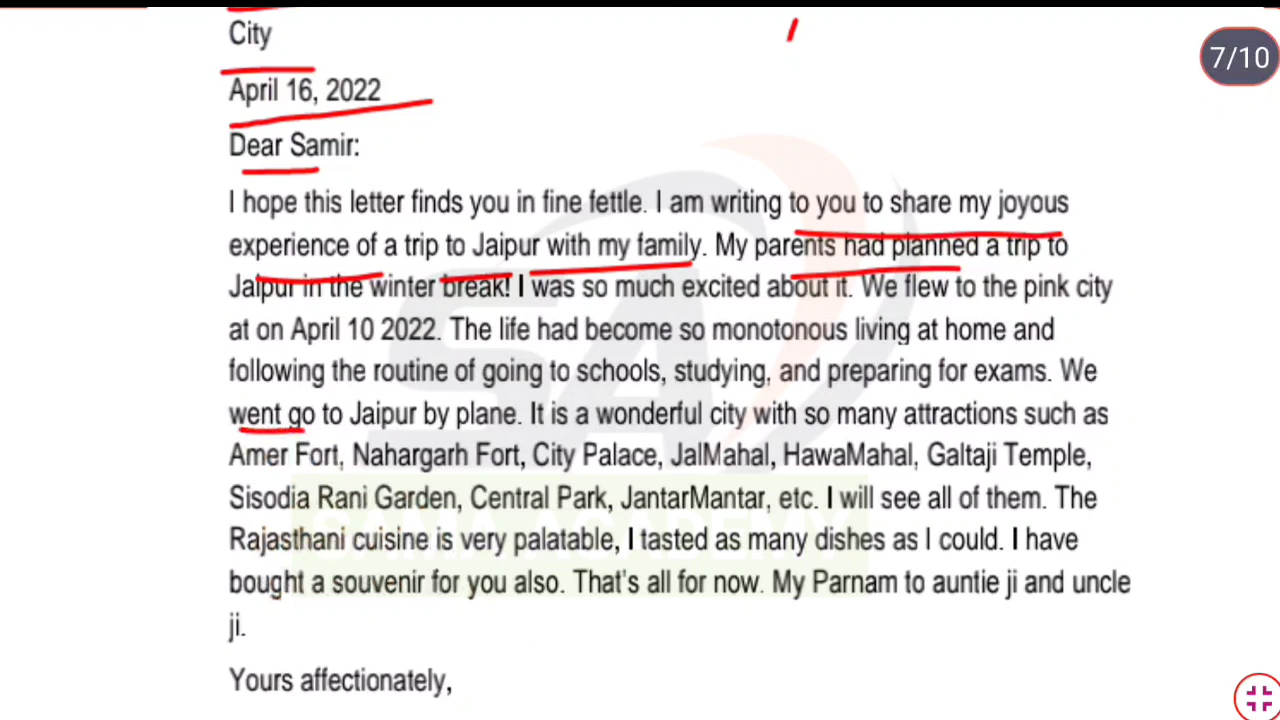 City
7/10
April 16, 2022
Dear Samir:
I hope this letter finds you in fine fettle. I am writing to you to share my joyous
experience of a trip to Jaipur with my family. My parents had planned a trip to
Jaipur in the winter break! I was so much excited about it. We flew to the pink city
at on April 10 2022. The life had become so monotonous living at home and
following the routine of going to schools, studying, and preparing for exams. We
went go to Jaipur by plane. It is a wonderful city with so many attractions such as
Amer Fort, Nahargarh Fort, City Palace, JalMahal, HawaMahal, Galtaji Temple,
Sisodia Rani Garden, Central Park, JantarMantar, etc. I will see all of them. The
Rajasthani cuisine is very palatable, I tasted as many dishes as I could. I have
bought a souvenir for you also. That's all for now. My Parnam to auntie ji and uncle
ji.
Yours affectionately,